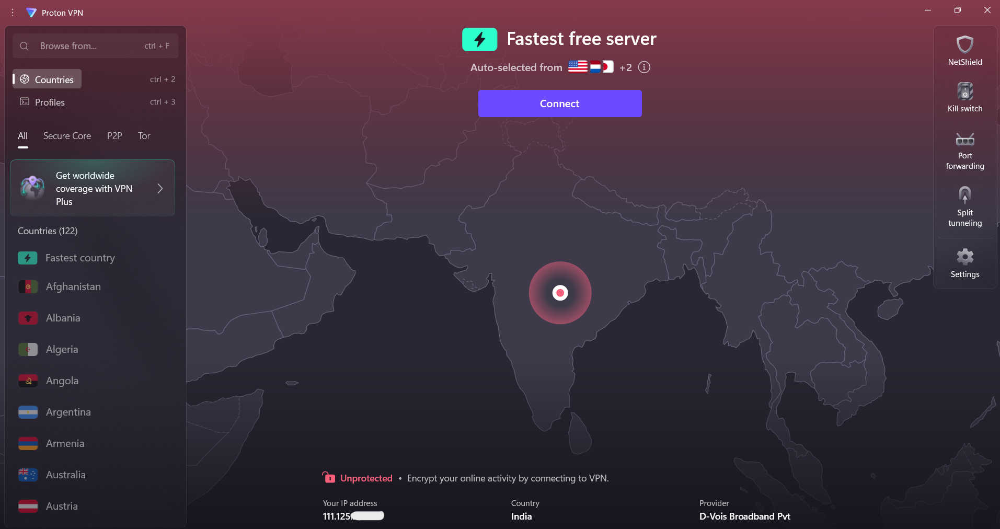 Proton VPN
Browse from...
ctrl + F
Countries
ctrl + 2
Profiles
ctrl + 3
All
Secure Core
P2P
Tor
Get worldwide
coverage with VPN
Plus
Countries (122)
Fastest country
Afghanistan
Albania
Algeria
Angola
Argentina
Armenia
Australia
Austria
Fastest free server
Auto-selected from
+2
Connect
Unprotected • Encrypt your online activity by connecting to VPN.
Your IP address
111.125.
Country
India
Provider
D-Vois Broadband Pvt
NetShield
Kill switch
Port
forwarding
Split
tunneling
Settings